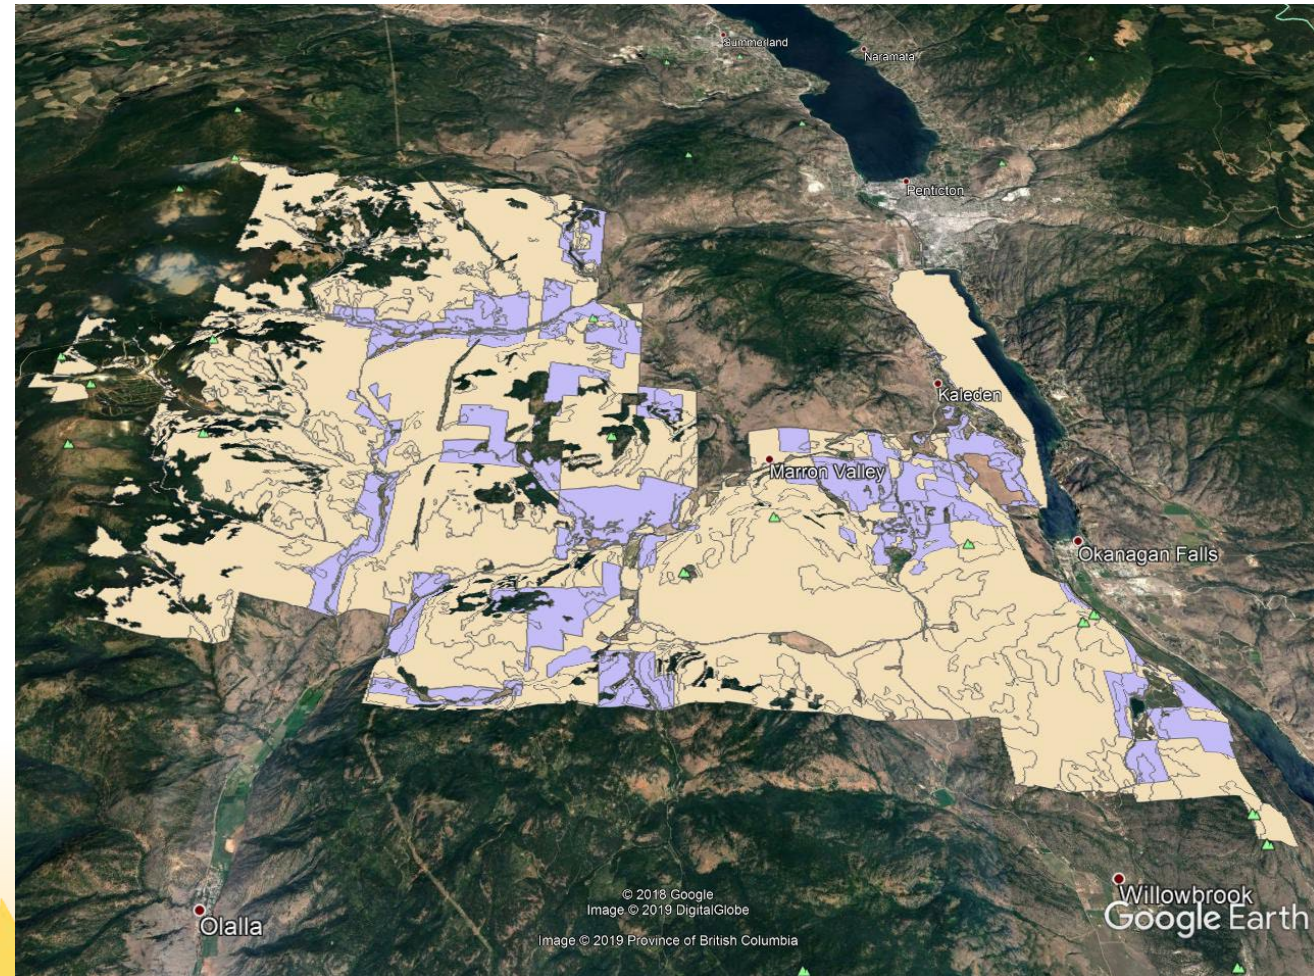 Summerland
Naramata
Penticton
Kaleden
Marron Valley
Okanagan Falls
Willowbrook
Olalla
© 2018 Google
Image © 2019 DigitalGlobe
Image © 2019 Province of British Columbia
Google Earth